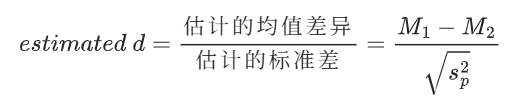 estimated d = 估计的均值差异 / 估计的标准差 = M₁ − M₂ / √s²ₚ